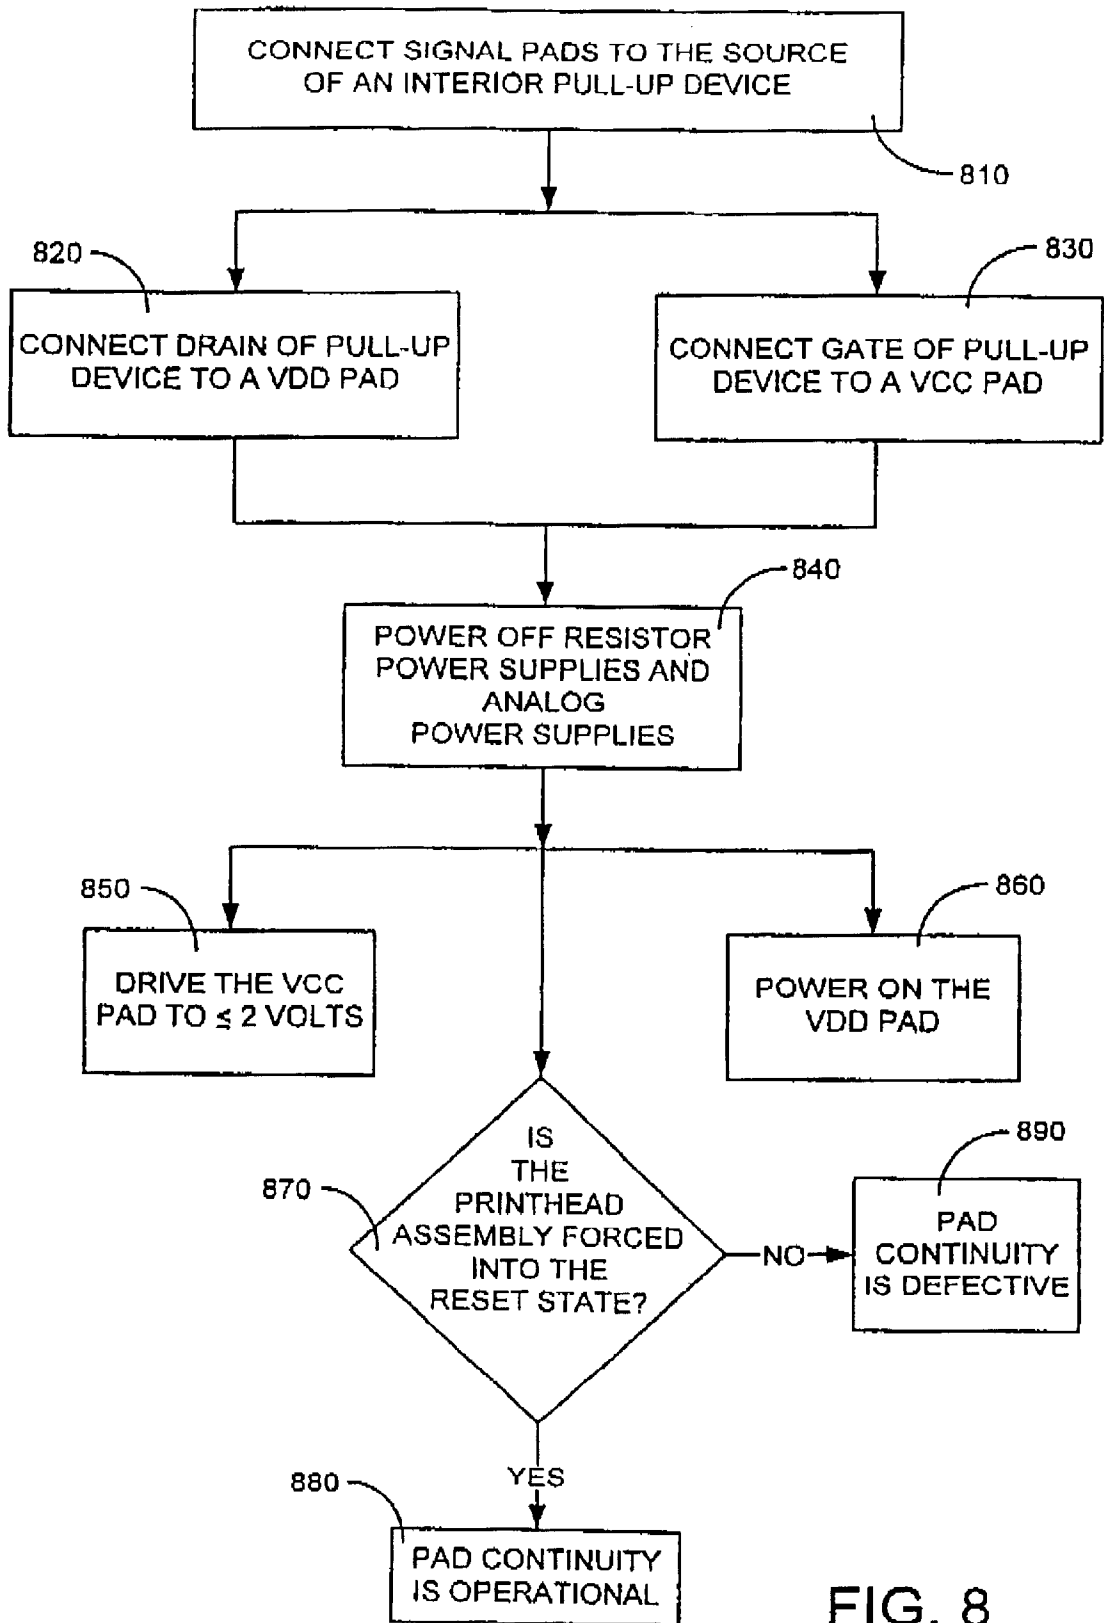 CONNECT SIGNAL PADS TO THE SOURCE
OF AN INTERIOR PULL-UP DEVICE
810
820
830
CONNECT DRAIN OF PULL-UP
DEVICE TO A VDD PAD
CONNECT GATE OF PULL-UP
DEVICE TO A VCC PAD
840
POWER OFF RESISTOR
POWER SUPPLIES AND
ANALOG
POWER SUPPLIES
850
860
DRIVE THE VCC
PAD TO ≤ 2 VOLTS
POWER ON THE
VDD PAD
870
IS
THE
PRINTHEAD
ASSEMBLY FORCED
INTO THE
RESET STATE?
NO
890
PAD
CONTINUITY
IS DEFECTIVE
YES
880
PAD CONTINUITY
IS OPERATIONAL
FIG. 8